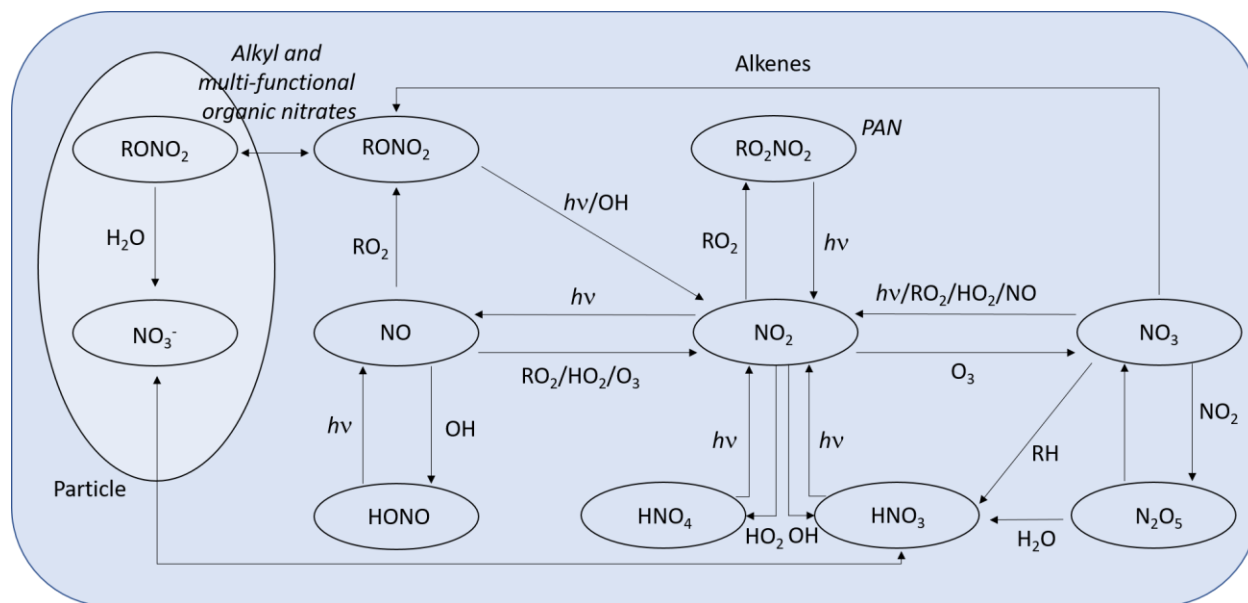 Alkyl and
multi-functional
organic nitrates
Alkenes
RONO₂
RONO₂
RO₂NO₂
PAN
H₂O
RO₂
hν/OH
RO₂
hν
hν
hν/RO₂/HO₂/NO
NO₃⁻
NO
NO₂
NO₃
RO₂/HO₂/O₃
O₃
hν
OH
hν
hν
RH
NO₂
Particle
HONO
HNO₄
HO₂
OH
HNO₃
H₂O
N₂O₅